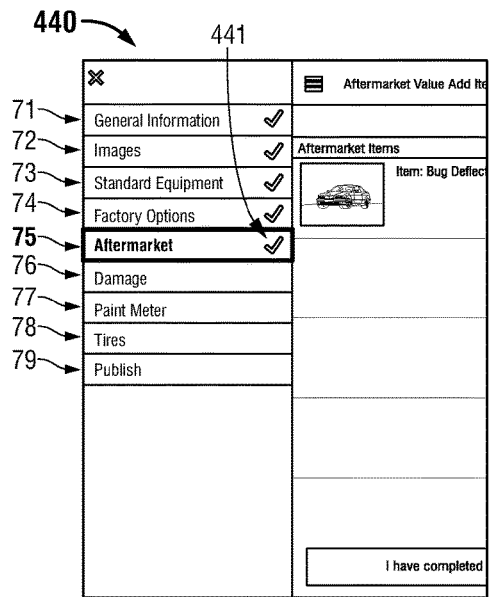 440
441
Aftermarket Value Add Ite
71
General Information
72
Images
Aftermarket Items
73
Standard Equipment
Item: Bug Deflect
74
Factory Options
75
Aftermarket
76
Damage
77
Paint Meter
78
Tires
79
Publish
I have completed